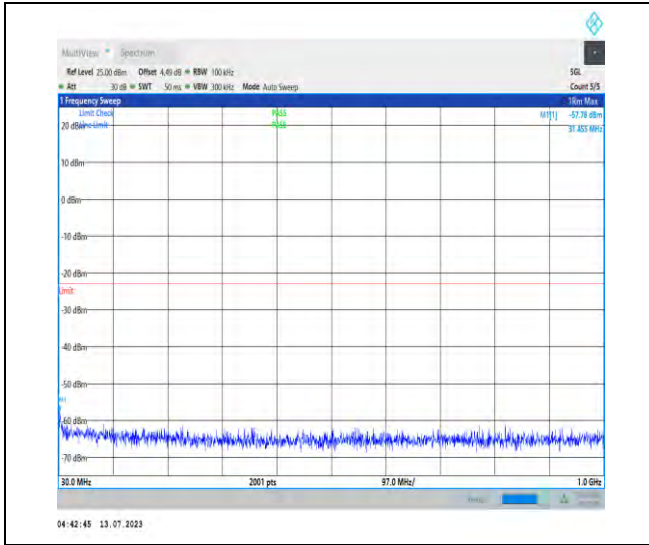 MultiView Spectrum
Ref Level 25.00 dBm Offset 4.49 dB RBW 100 kHz SGL
Att 30 dB SWT 50 ms VBW 300 kHz Mode Auto Sweep Count 5/5
1 Frequency Sweep 1Rm Max
Limit Check PASS M1[1] -57.78 dBm
20 dBm Line Limit PASS 31.455 MHz
10 dBm
0 dBm
-10 dBm
-20 dBm
Limit
-30 dBm
-40 dBm
-50 dBm
M1
-60 dBm
-70 dBm
30.0 MHz 2001 pts 97.0 MHz/ 1.0 GHz
04:42:45 13.07.2023